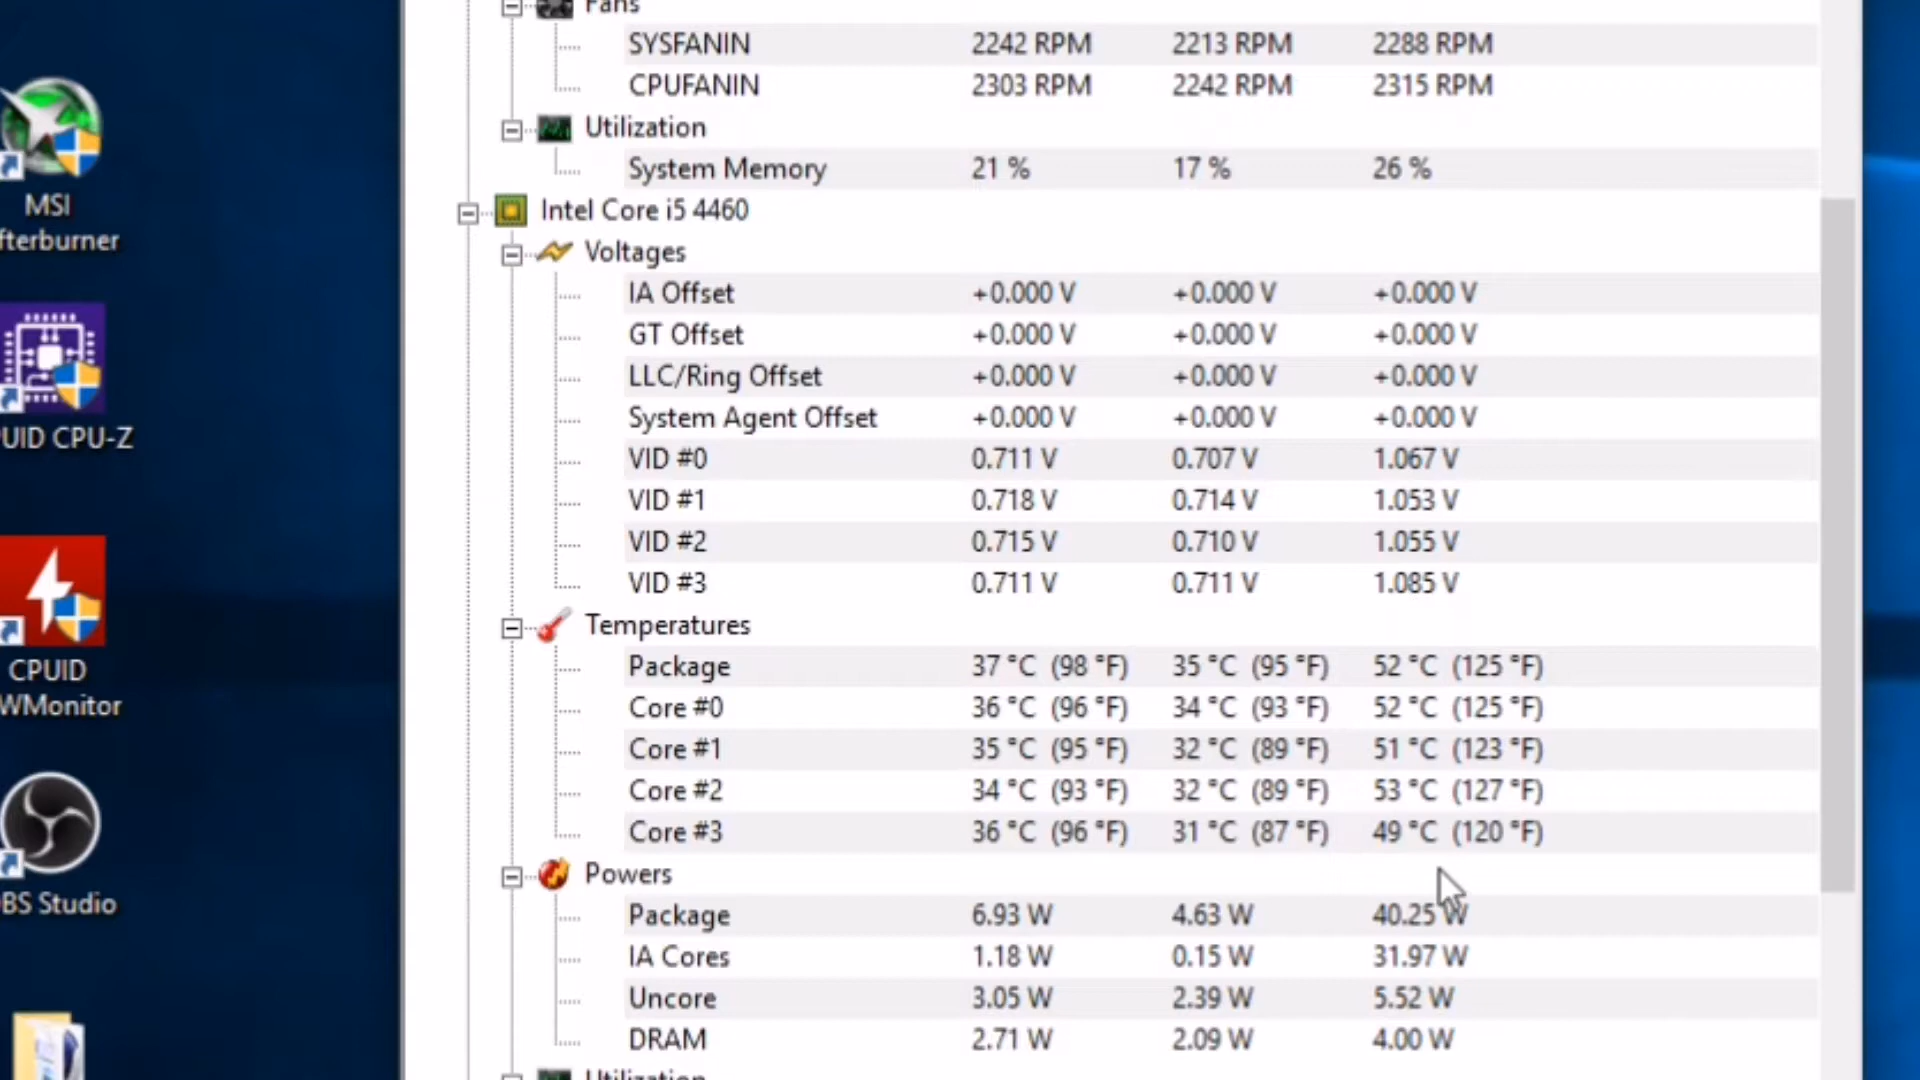 Fans
SYSFANIN 2242 RPM 2213 RPM 2288 RPM
CPUFANIN 2303 RPM 2242 RPM 2315 RPM
Utilization
System Memory 21 % 17 % 26 %
Intel Core i5 4460
Voltages
IA Offset +0.000 V +0.000 V +0.000 V
GT Offset +0.000 V +0.000 V +0.000 V
LLC/Ring Offset +0.000 V +0.000 V +0.000 V
System Agent Offset +0.000 V +0.000 V +0.000 V
VID #0 0.711 V 0.707 V 1.067 V
VID #1 0.718 V 0.714 V 1.053 V
VID #2 0.715 V 0.710 V 1.055 V
VID #3 0.711 V 0.711 V 1.085 V
Temperatures
Package 37 °C (98 °F) 35 °C (95 °F) 52 °C (125 °F)
Core #0 36 °C (96 °F) 34 °C (93 °F) 52 °C (125 °F)
Core #1 35 °C (95 °F) 32 °C (89 °F) 51 °C (123 °F)
Core #2 34 °C (93 °F) 32 °C (89 °F) 53 °C (127 °F)
Core #3 36 °C (96 °F) 31 °C (87 °F) 49 °C (120 °F)
Powers
Package 6.93 W 4.63 W 40.25 W
IA Cores 1.18 W 0.15 W 31.97 W
Uncore 3.05 W 2.39 W 5.52 W
DRAM 2.71 W 2.09 W 4.00 W
Utilization
MSI
fterburner
UID CPU-Z
CPUID
WMonitor
BS Studio